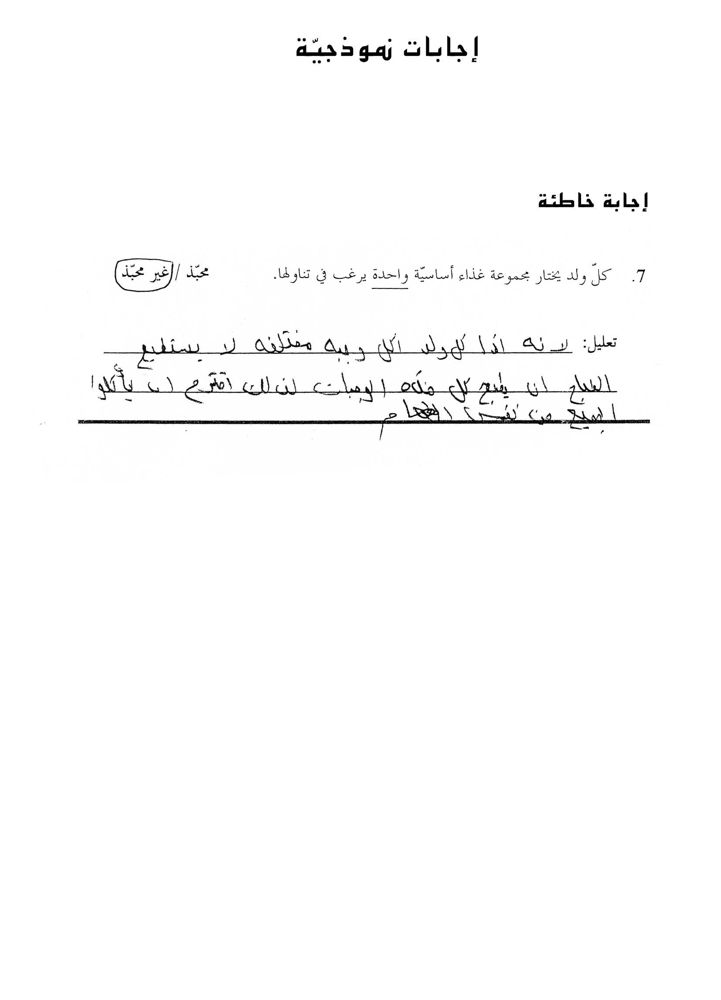 إجابات نموذجيّة
إجابة خاطئة
7. كلّ ولد يختار مجموعة غذاء أساسيّة واحدة يرغب في تناولها. محبّذ / غير محبّذ
تعليل: لانه اذا كل ولد اكل وجبه مختلفه لا يستطيع
الطباخ ان يطبخ كل هذه الوجبات لذلك اقترح ان يأكلوا
الجميع من نفس الطعام